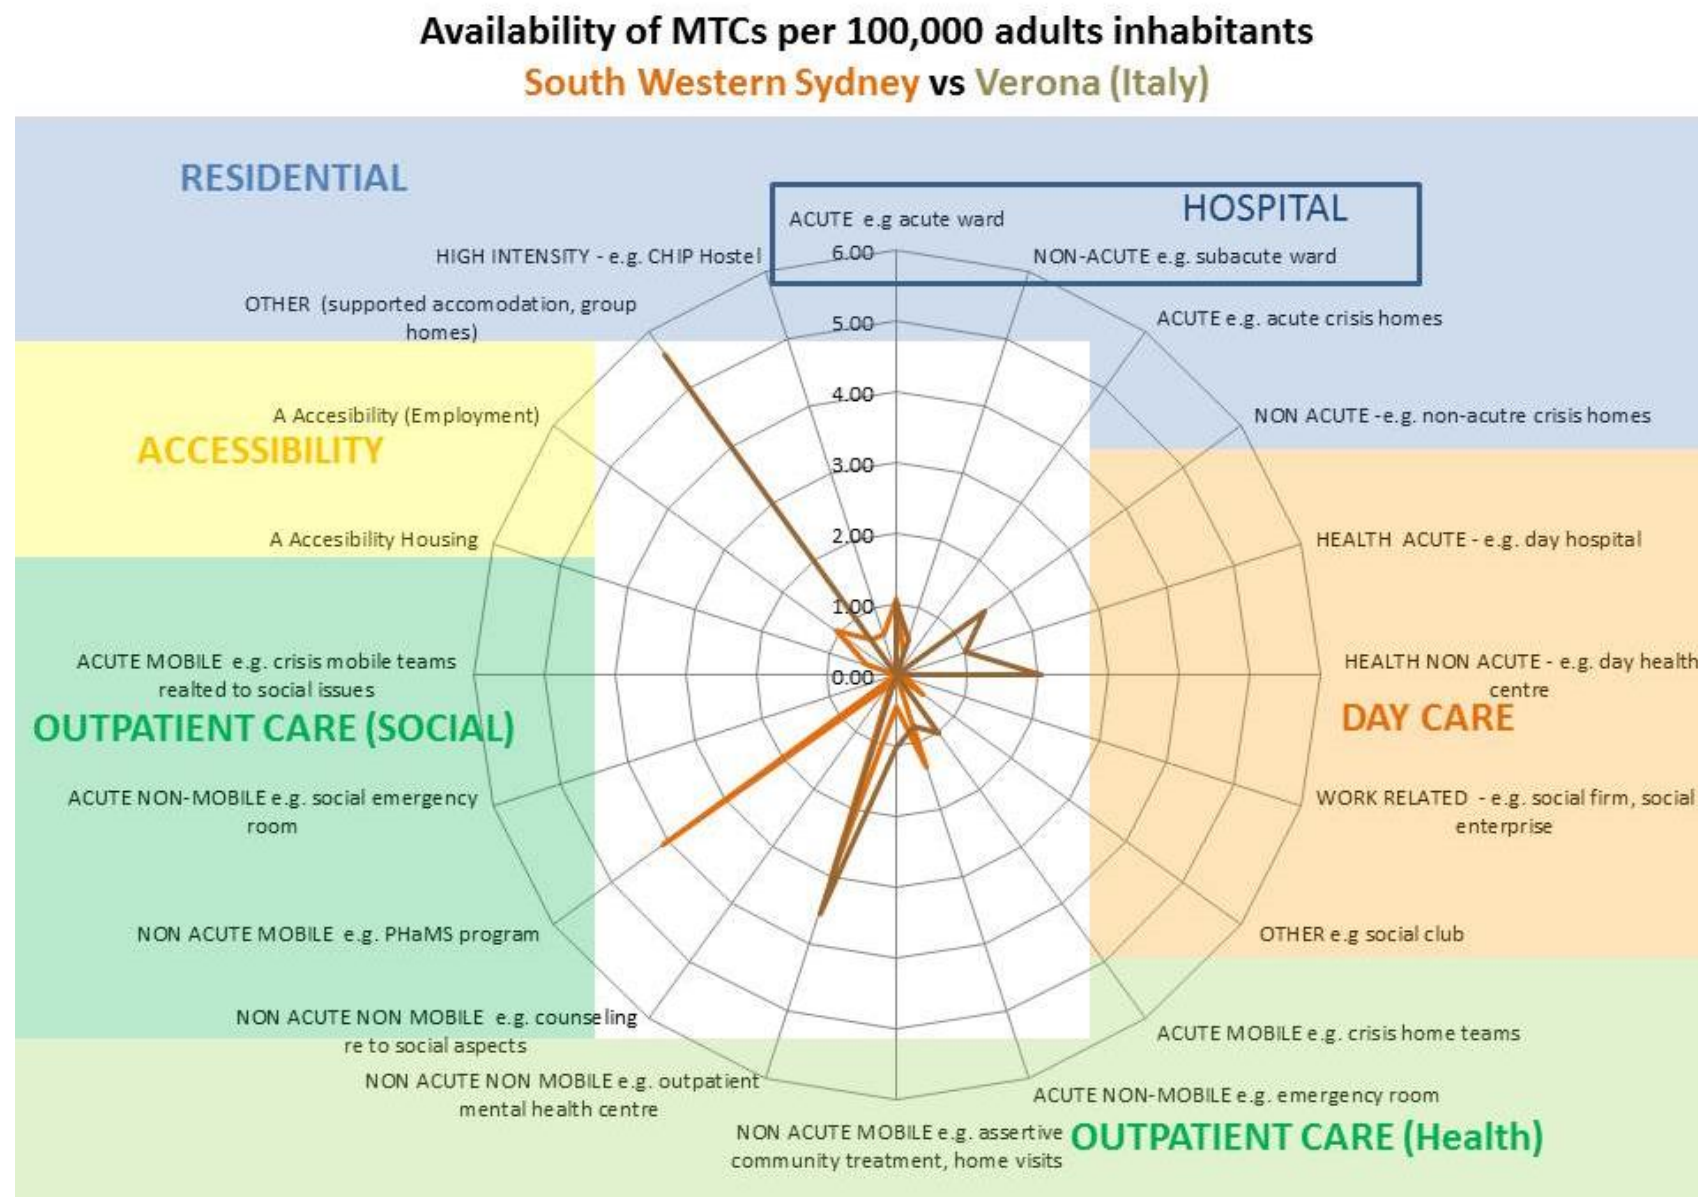 Availability of MTCs per 100,000 adults inhabitants
South Western Sydney vs Verona (Italy)
RESIDENTIAL
HOSPITAL
ACUTE e.g acute ward
NON-ACUTE e.g. subacute ward
HIGH INTENSITY - e.g. CHIP Hostel
OTHER (supported accomodation, group
homes)
ACUTE e.g. acute crisis homes
NON ACUTE -e.g. non-acutre crisis homes
6.00
5.00
4.00
3.00
2.00
1.00
0.00
A Accesibility (Employment)
ACCESSIBILITY
A Accesibility Housing
HEALTH ACUTE - e.g. day hospital
HEALTH NON ACUTE - e.g. day health
centre
DAY CARE
WORK RELATED - e.g. social firm, social
enterprise
OTHER e.g social club
ACUTE MOBILE e.g. crisis mobile teams
realted to social issues
OUTPATIENT CARE (SOCIAL)
ACUTE NON-MOBILE e.g. social emergency
room
NON ACUTE MOBILE e.g. PHaMS program
NON ACUTE NON MOBILE e.g. counseling
re to social aspects
NON ACUTE NON MOBILE e.g. outpatient
mental health centre
ACUTE MOBILE e.g. crisis home teams
ACUTE NON-MOBILE e.g. emergency room
NON ACUTE MOBILE e.g. assertive
community treatment, home visits
OUTPATIENT CARE (Health)